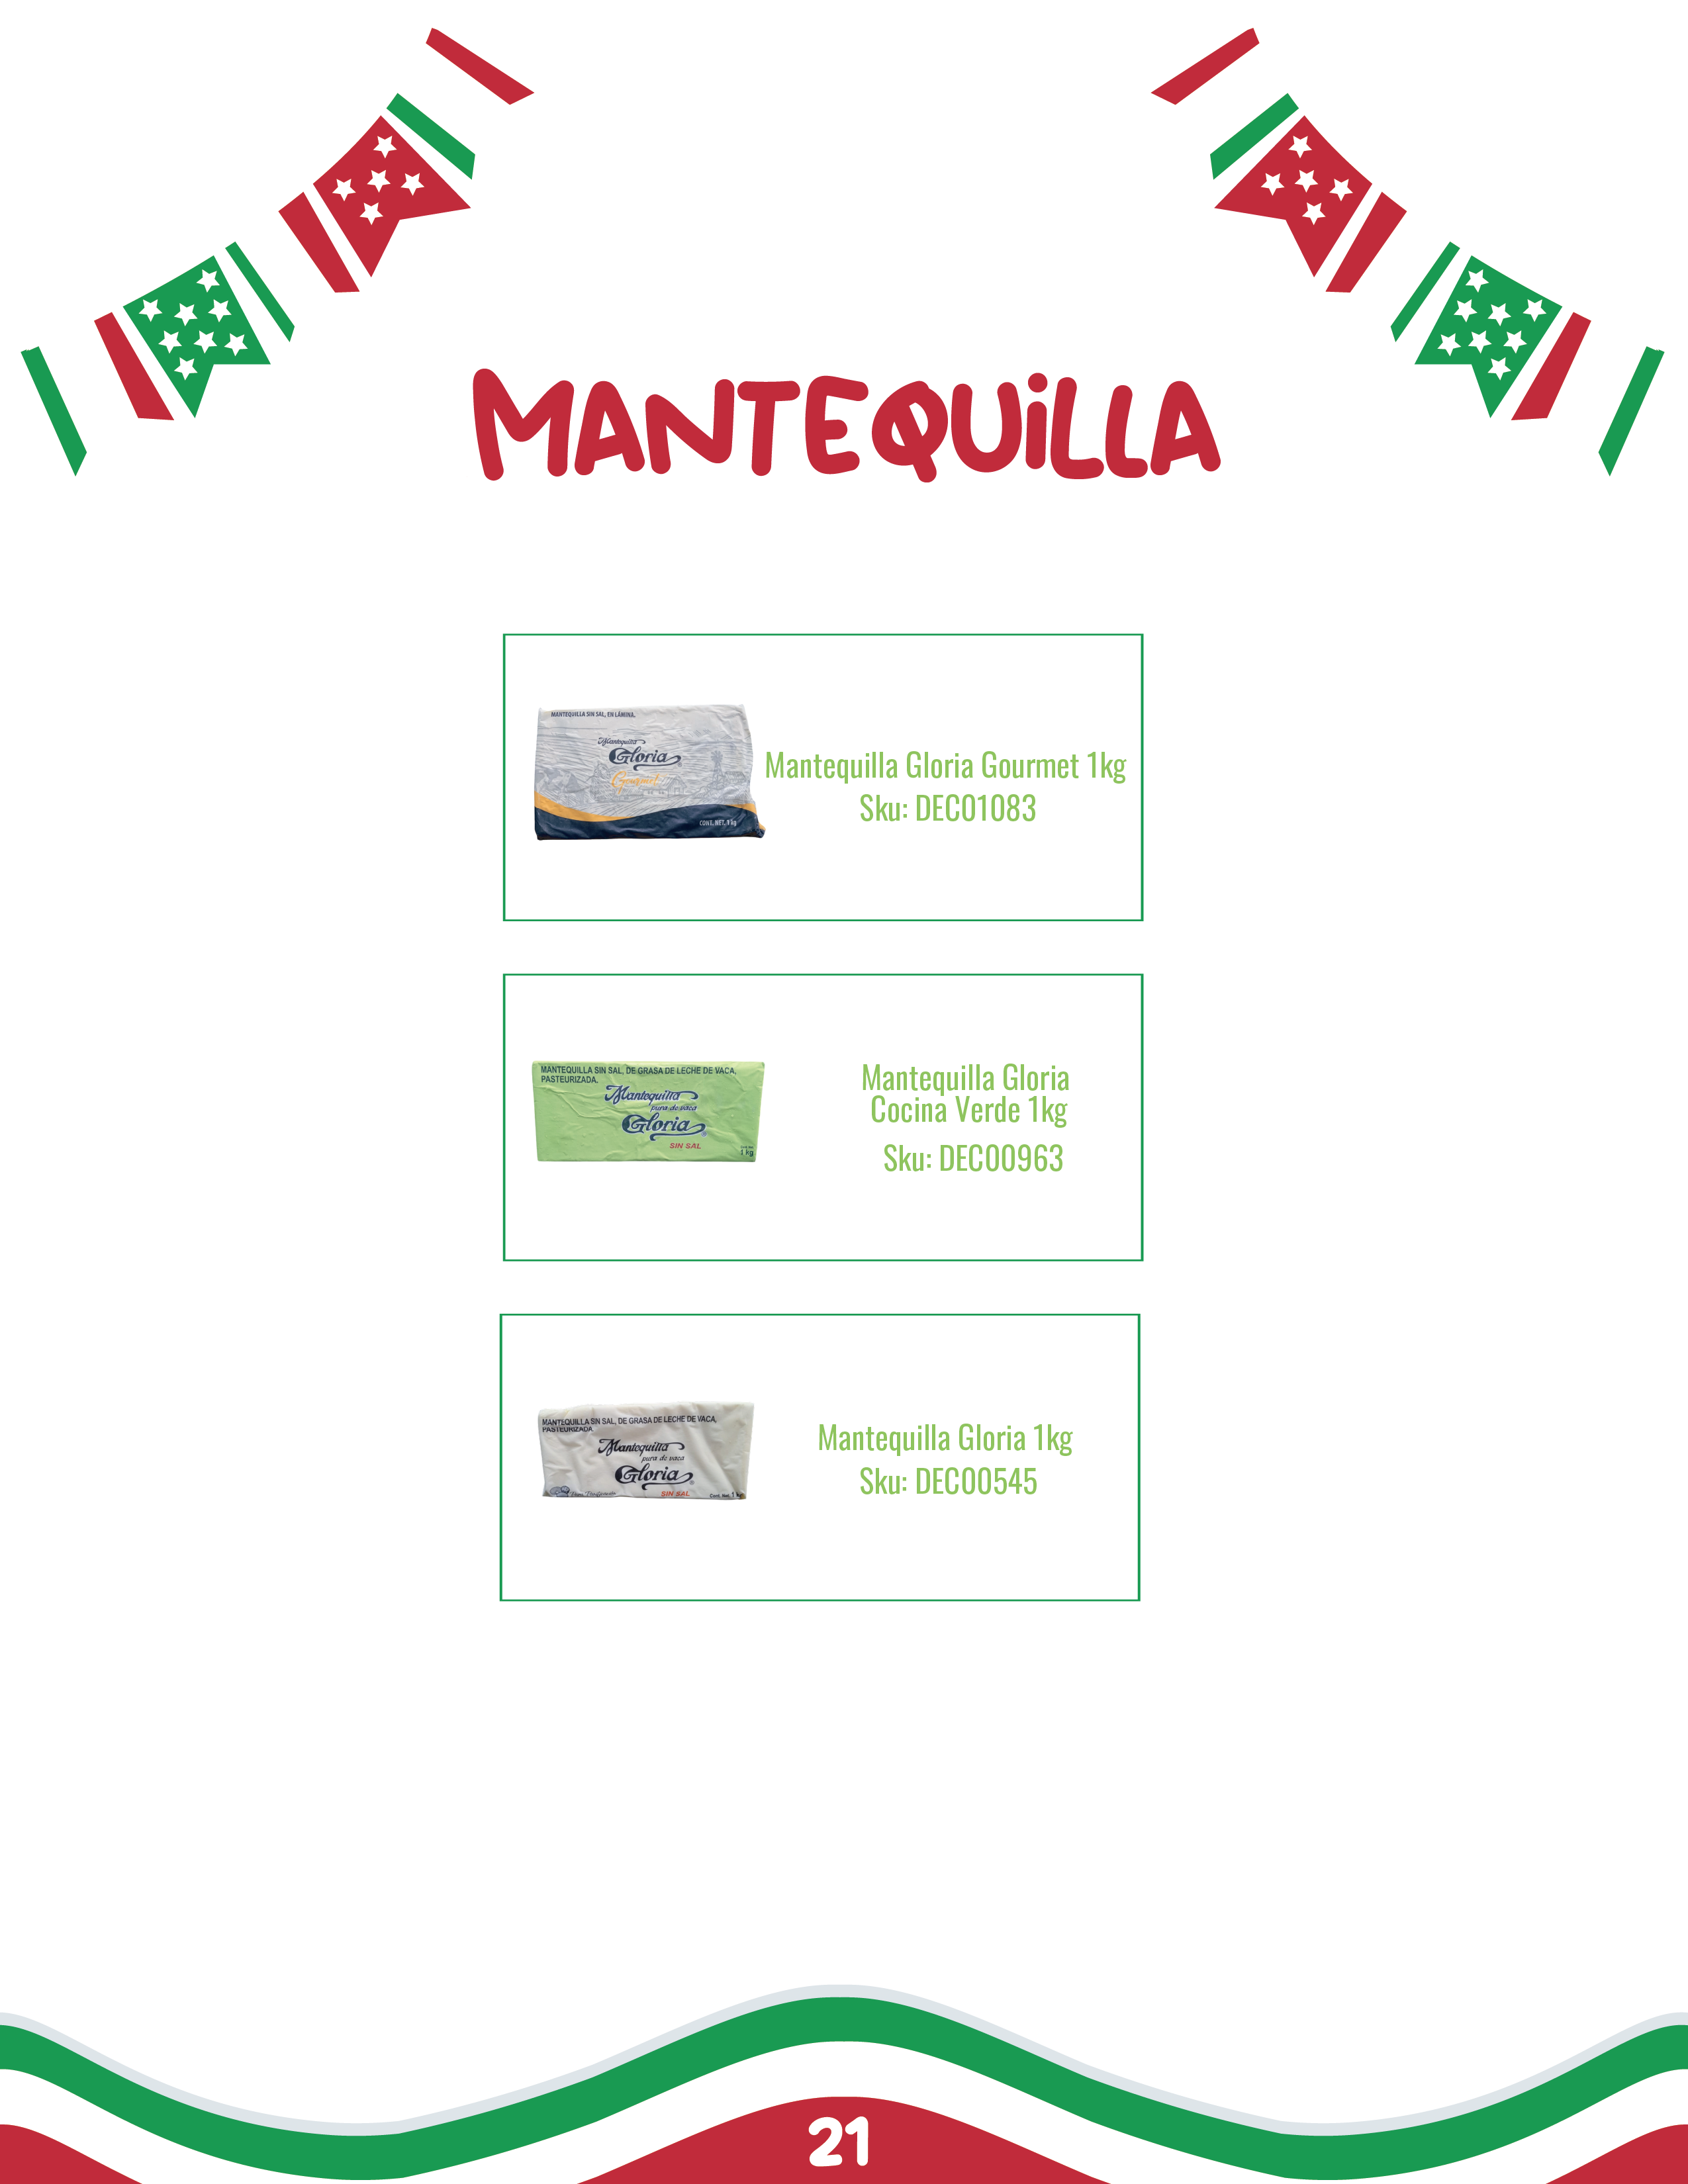 MANTEQUILLA
MANTEQUILLA SIN SAL, EN LÁMINA,
Mantequilla
Gloria
Gourmet
CONT. NET. 1 kg
Mantequilla Gloria Gourmet 1kg
Sku: DECO1083
MANTEQUILLA SIN SAL, DE GRASA DE LECHE DE VACA,
PASTEURIZADA,
Mantequilla
pura de vaca
Gloria
SIN SAL
1 kg
Mantequilla Gloria
Cocina Verde 1kg
Sku: DECO0963
MANTEQUILLA SIN SAL, DE GRASA DE LECHE DE VACA,
PASTEURIZADA
Mantequilla
pura de vaca
Gloria
SIN SAL
Cont. Net. 1 kg
Mantequilla Gloria 1kg
Sku: DECO0545
21